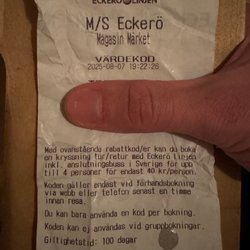 ECKERÖ LINJEN
M/S Eckerö
Magasin Market
VÄRDEKOD
2025-08-07 19:22:26
Med ovanstående rabattkod/er kan du boka
en kryssning tur/retur med Eckerö Linjen
inkl. anslutningsbuss i Sverige för upp
till 4 personer för endast 40 kr/person.
Koden gäller endast vid förhandsbokning
via webb eller telefon senast en timme
innan resa.
Du kan bara använda en kod per bokning.
Koden kan ej användas vid gruppbokningar.
Giltighetstid: 100 dagar